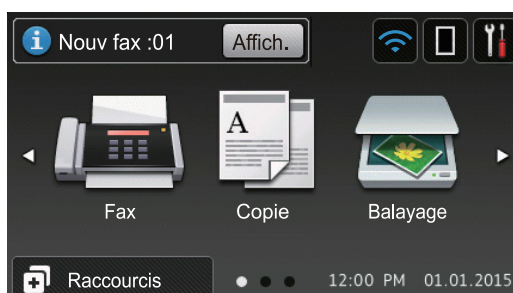 Nouv fax :01 Affich.
A
Fax Copie Balayage
Raccourcis 12:00 PM 01.01.2015